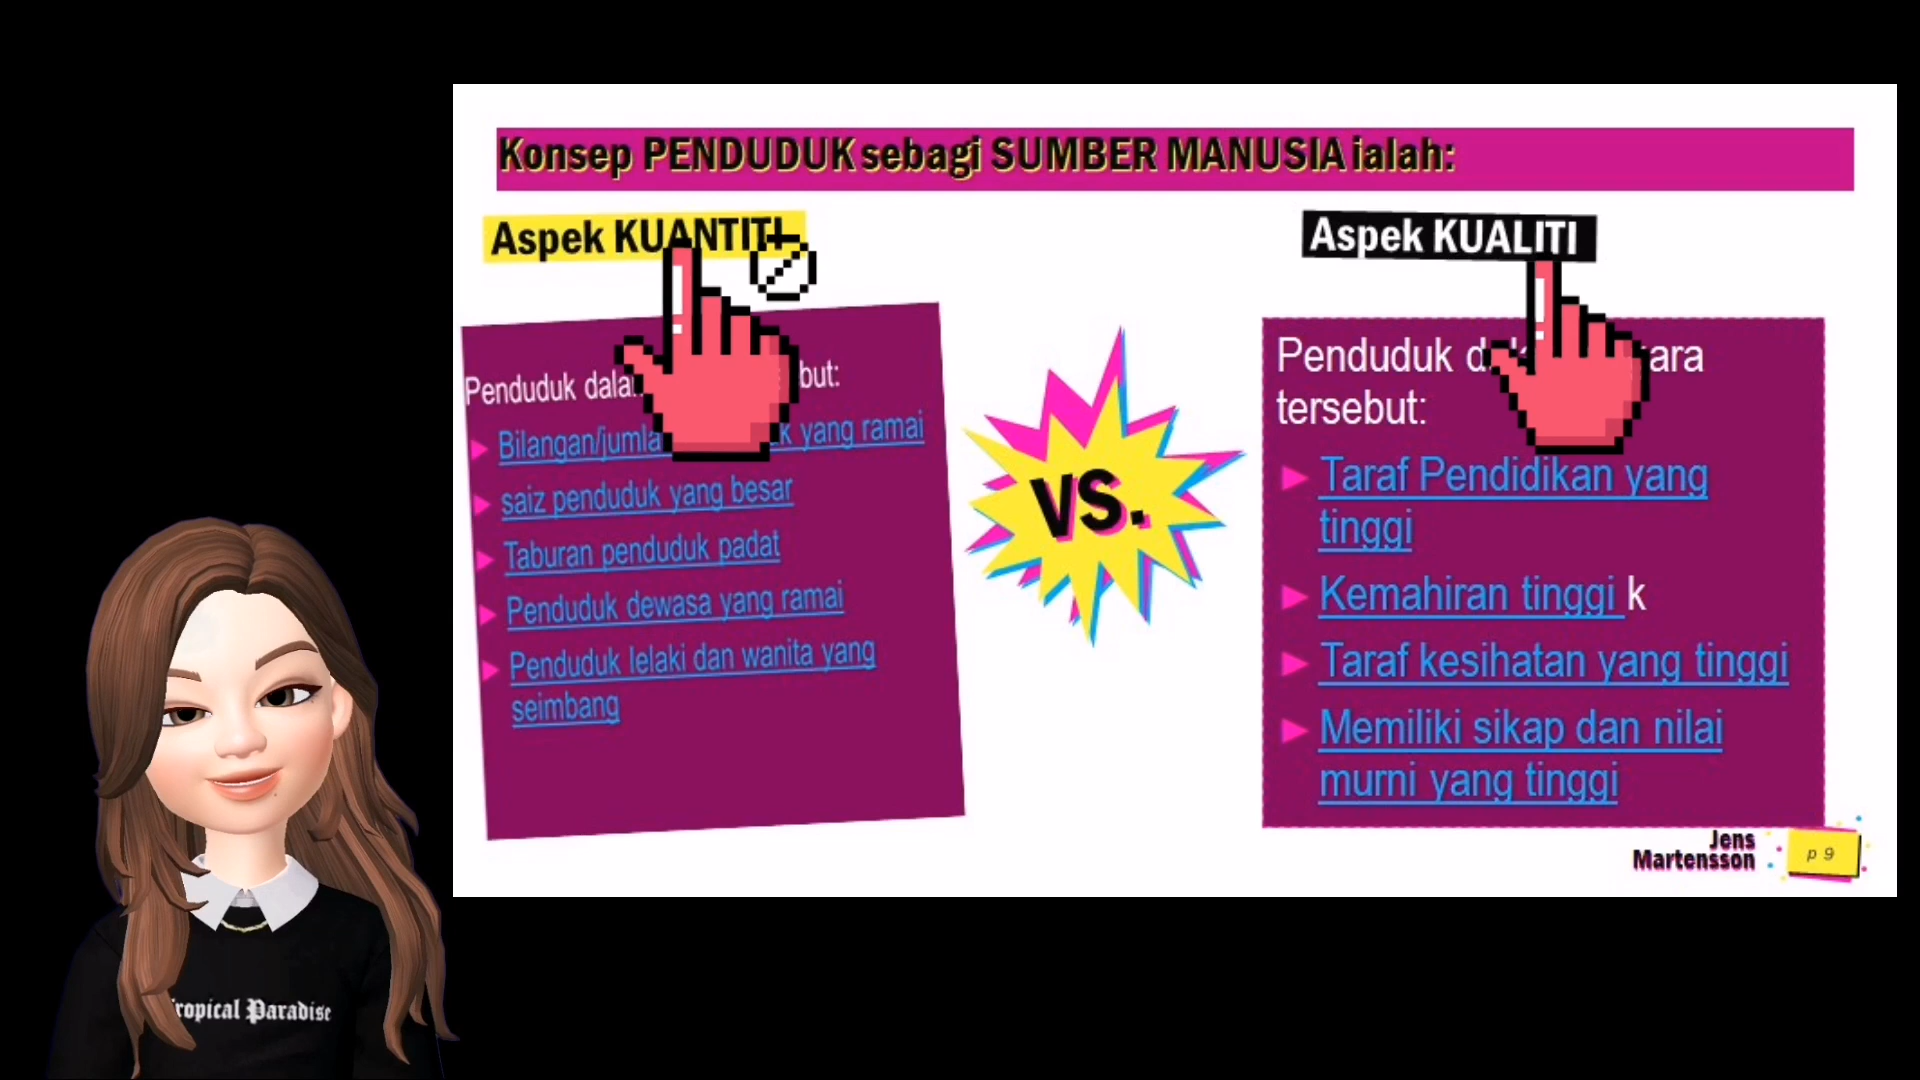 Konsep PENDUDUK sebagi SUMBER MANUSIA ialah:
Aspek KUANTITI
Penduduk but:
Bilangan/jumla yang ramai
saiz penduduk yang besar
Taburan penduduk padat
Penduduk dewasa yang ramai
Penduduk lelaki dan wanita yang
seimbang
VS.
Aspek KUALITI
Penduduk ara
tersebut:
Taraf Pendidikan yang
tinggi
Kemahiran tinggi k
Taraf kesihatan yang tinggi
Memiliki sikap dan nilai
murni yang tinggi
Jens
Martensson
p 9
ropical Paradise